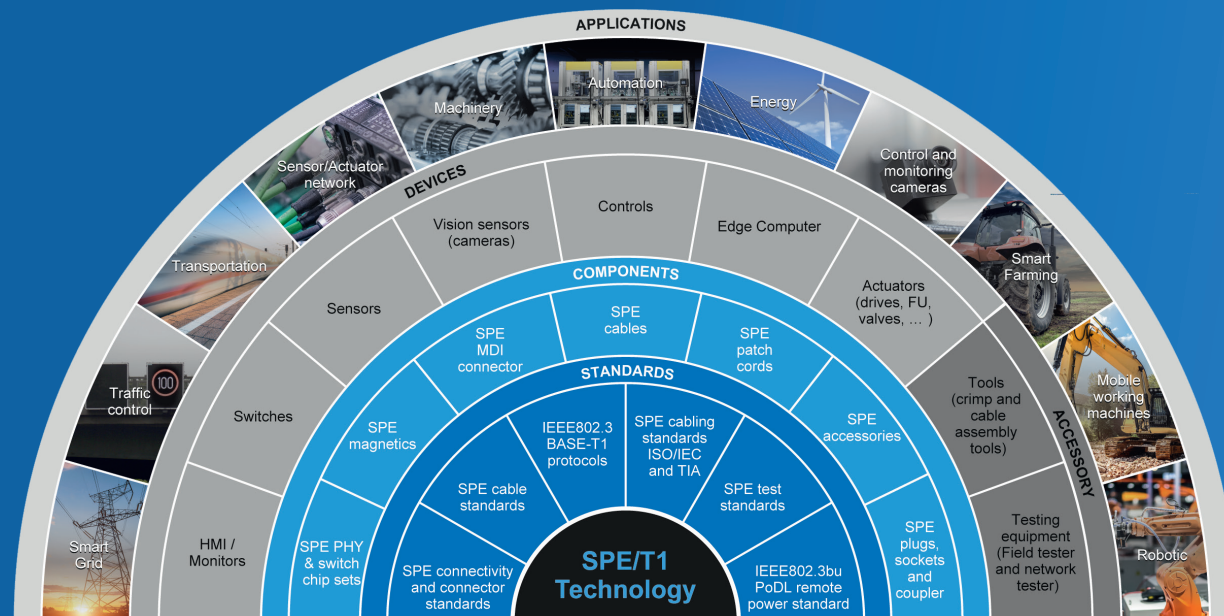 APPLICATIONS
Smart
Grid
Traffic
control
100
Transportation
Sensor/Actuator
network
Machinery
Automation
Energy
Control and
monitoring
cameras
Smart
Farming
Mobile
working
machines
Robotic
DEVICES
HMI /
Monitors
Switches
Sensors
Vision sensors
(cameras)
Controls
Edge Computer
Actuators
(drives, FU,
valves, ... )
ACCESSORY
Tools
(crimp and
cable
assembly
tools)
Testing
equipment
(Field tester
and network
tester)
COMPONENTS
SPE PHY
& switch
chip sets
SPE
magnetics
SPE
MDI
connector
SPE
cables
SPE
patch
cords
SPE
accessories
SPE
plugs,
sockets
and
coupler
STANDARDS
SPE connectivity
and connector
standards
SPE cable
standards
IEEE802.3
BASE-T1
protocols
SPE cabling
standards
ISO/IEC
and TIA
SPE test
standards
IEEE802.3bu
PoDL remote
power standard
SPE/T1
Technology